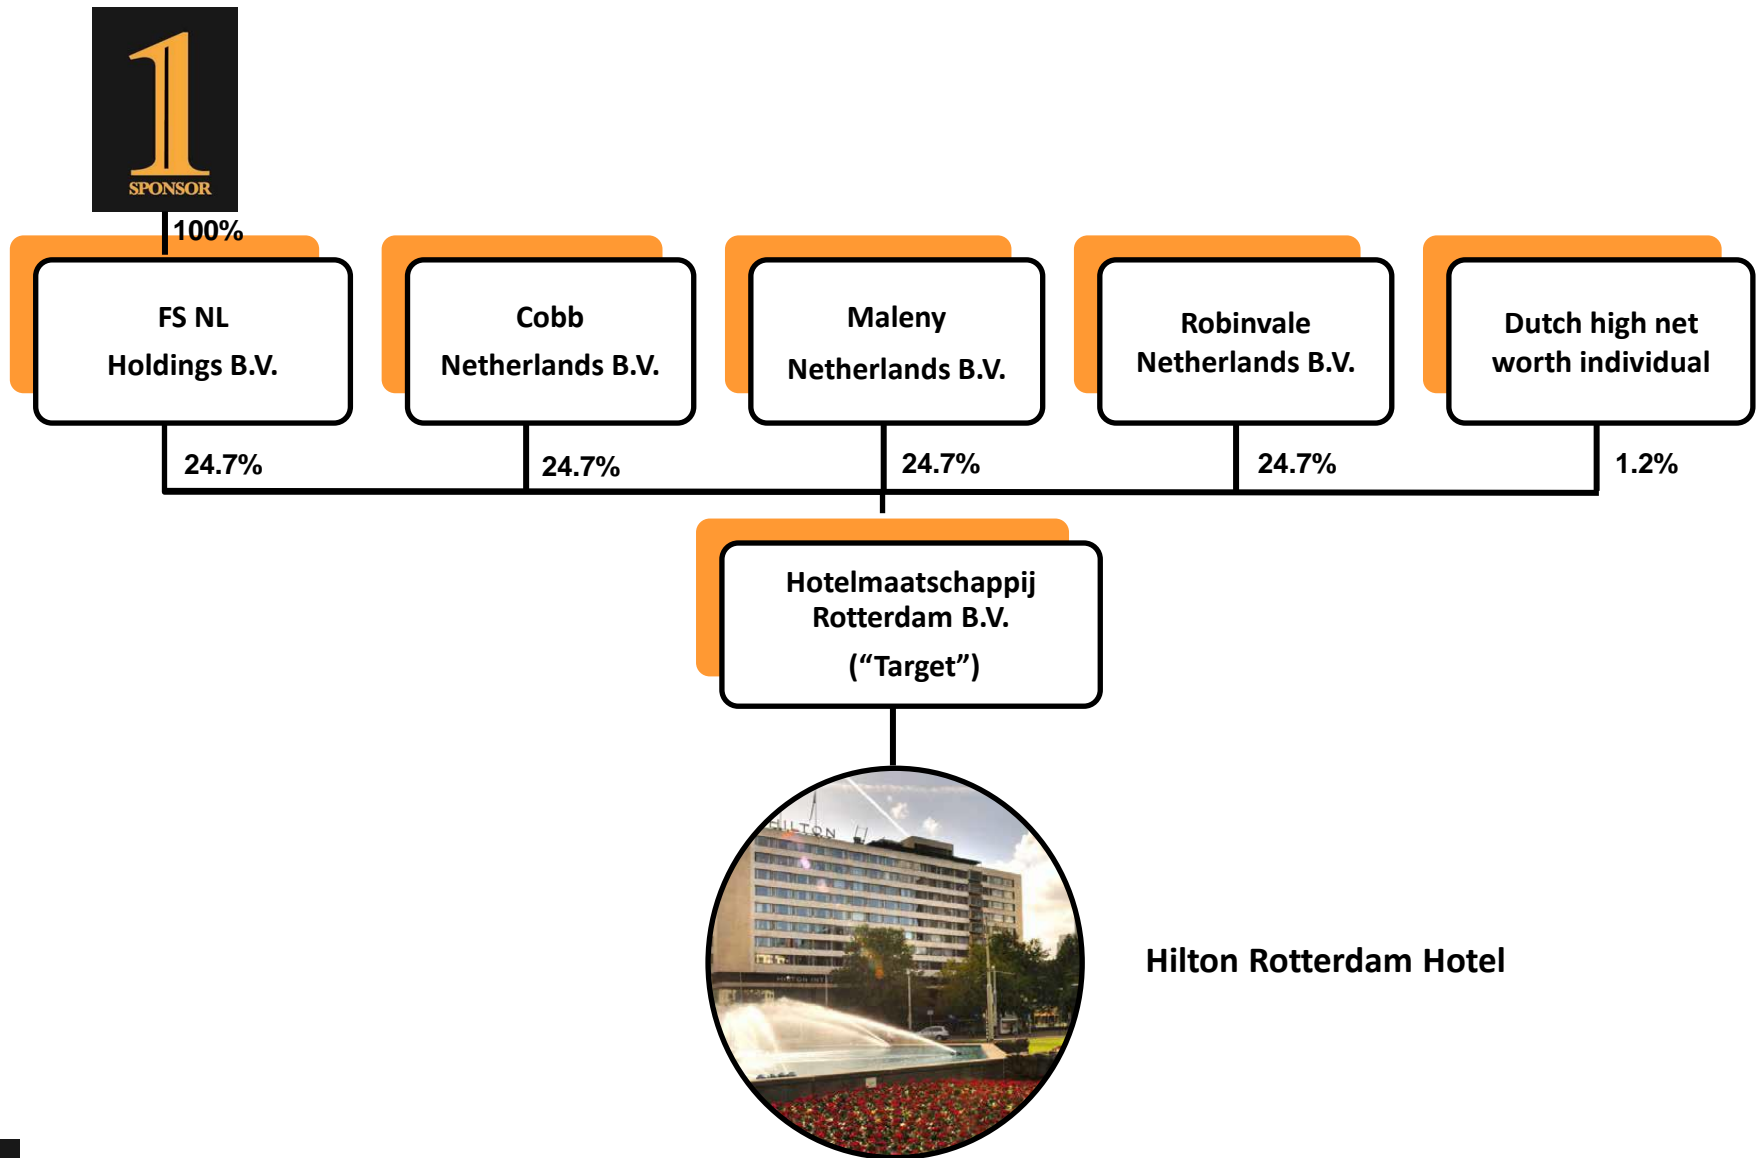 1
SPONSOR
100%
FS NL
Holdings B.V.
Cobb
Netherlands B.V.
Maleny
Netherlands B.V.
Robinvale
Netherlands B.V.
Dutch high net
worth individual
24.7%
24.7%
24.7%
24.7%
1.2%
Hotelmaatschappij
Rotterdam B.V.
(“Target”)
HILTON
Hilton Rotterdam Hotel